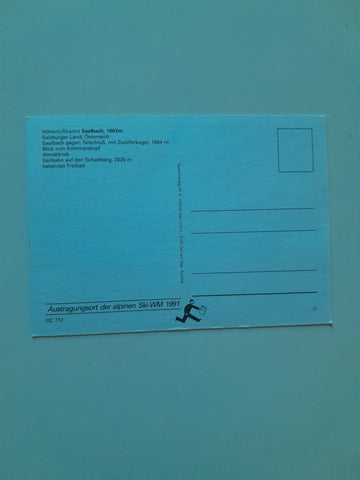 Höhenluftkurort Saalbach, 1003m
Salzburger Land, Österreich
Saalbach gegen Talschluß, mit Zwölferkogel, 1984 m
Blick zum Kohlmaiskopf
Almabtrieb
Seilbahn auf den Schattberg, 2020 m
beheiztes Freibad
Austragungsort der alpinen Ski-WM 1991
OC 712